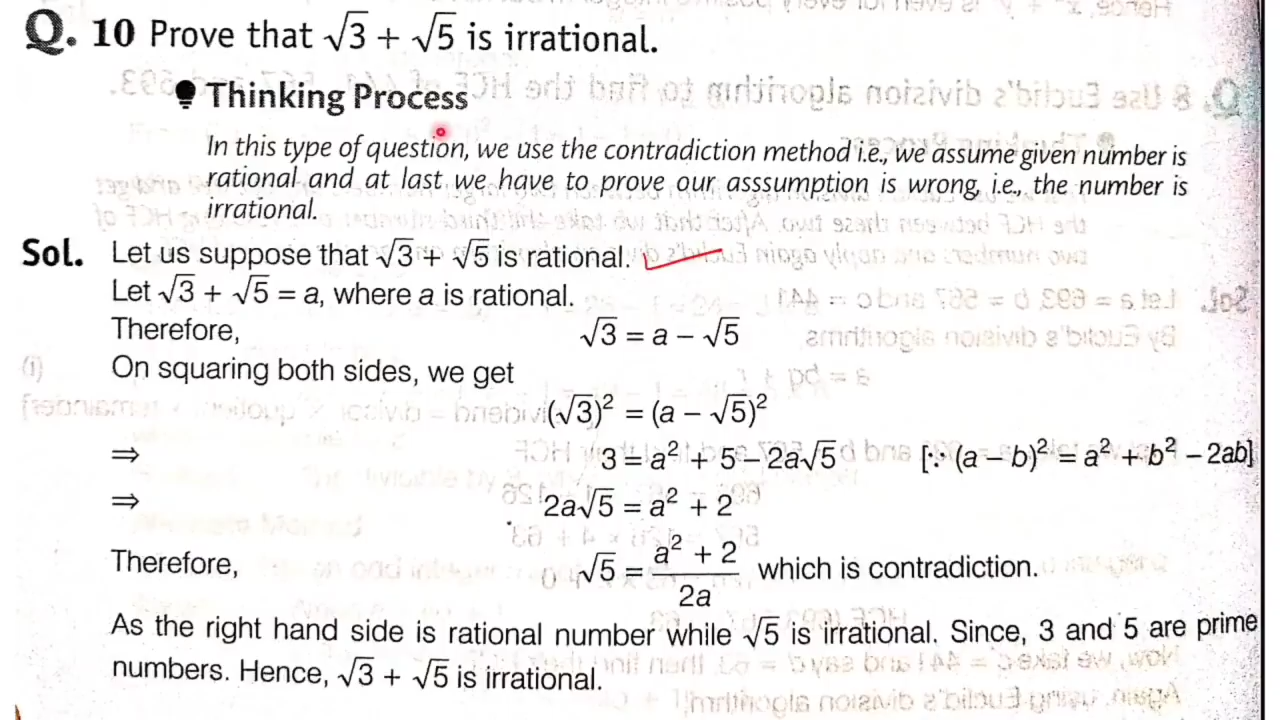 Q. 10 Prove that √3 + √5 is irrational.
Thinking Process
In this type of question, we use the contradiction method i.e., we assume given number is
rational and at last we have to prove our asssumption is wrong, i.e., the number is
irrational.
Sol. Let us suppose that √3 + √5 is rational.
Let √3 + √5 = a, where a is rational.
Therefore, √3 = a − √5
On squaring both sides, we get
(√3)² = (a − √5)²
⇒ 3 = a² + 5 − 2a√5 [∵ (a − b)² = a² + b² − 2ab]
⇒ 2a√5 = a² + 2
Therefore, √5 = (a² + 2)/2a which is contradiction.
As the right hand side is rational number while √5 is irrational. Since, 3 and 5 are prime
numbers. Hence, √3 + √5 is irrational.